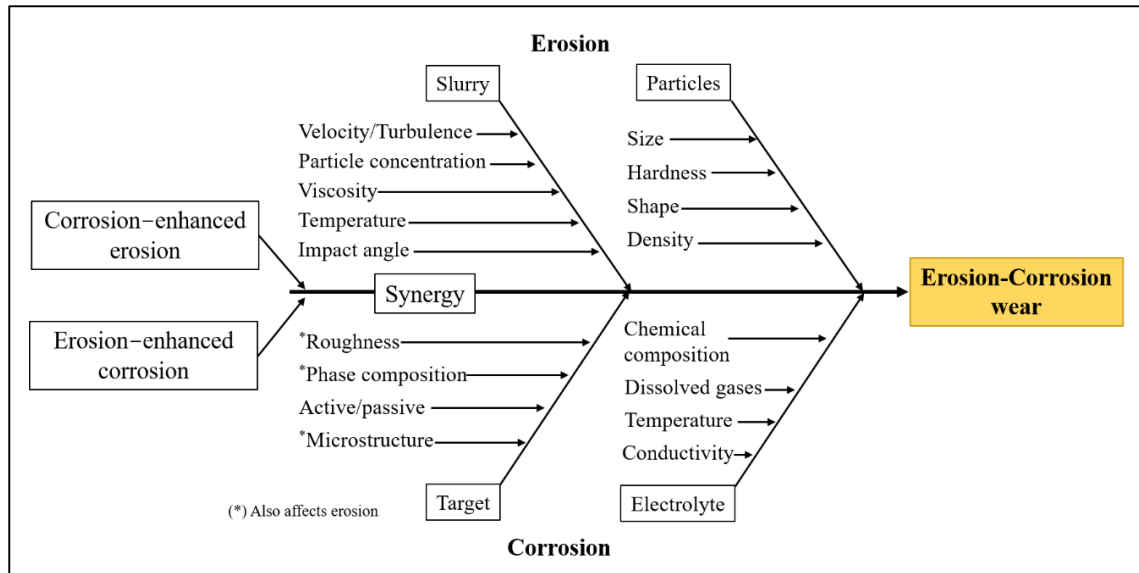 Erosion
Slurry
Particles
Velocity/Turbulence
Particle concentration
Viscosity
Temperature
Impact angle
Size
Hardness
Shape
Density
Corrosion−enhanced
erosion
Synergy
Erosion-Corrosion
wear
Erosion−enhanced
corrosion
*Roughness
*Phase composition
Active/passive
*Microstructure
Chemical
composition
Dissolved gases
Temperature
Conductivity
Target
Electrolyte
(*) Also affects erosion
Corrosion